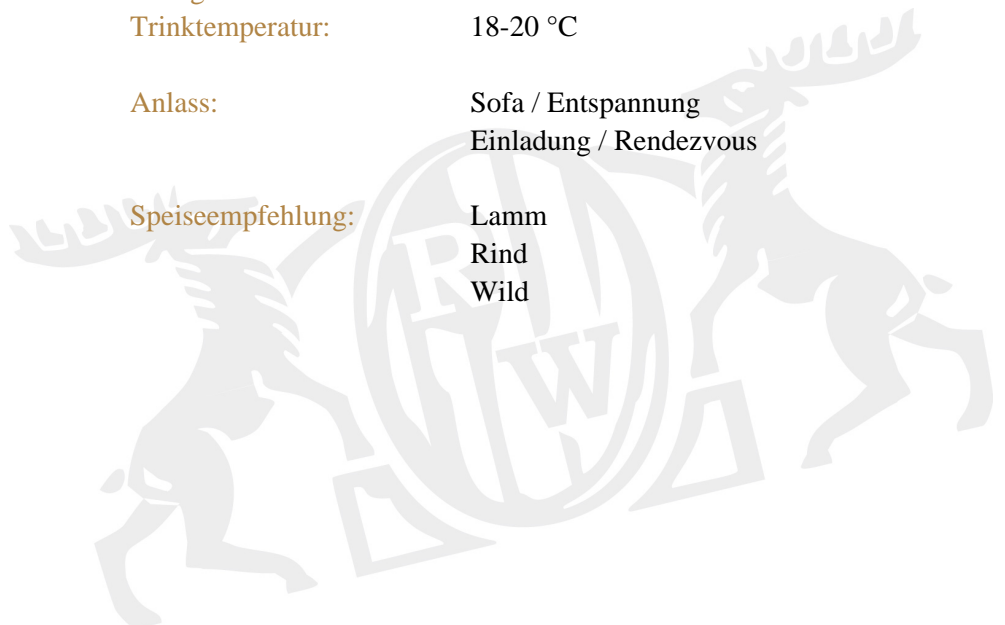 Trinktemperatur: 18-20 °C
Anlass: Sofa / Entspannung
Einladung / Rendezvous
Speiseempfehlung: Lamm
Rind
Wild
R
W